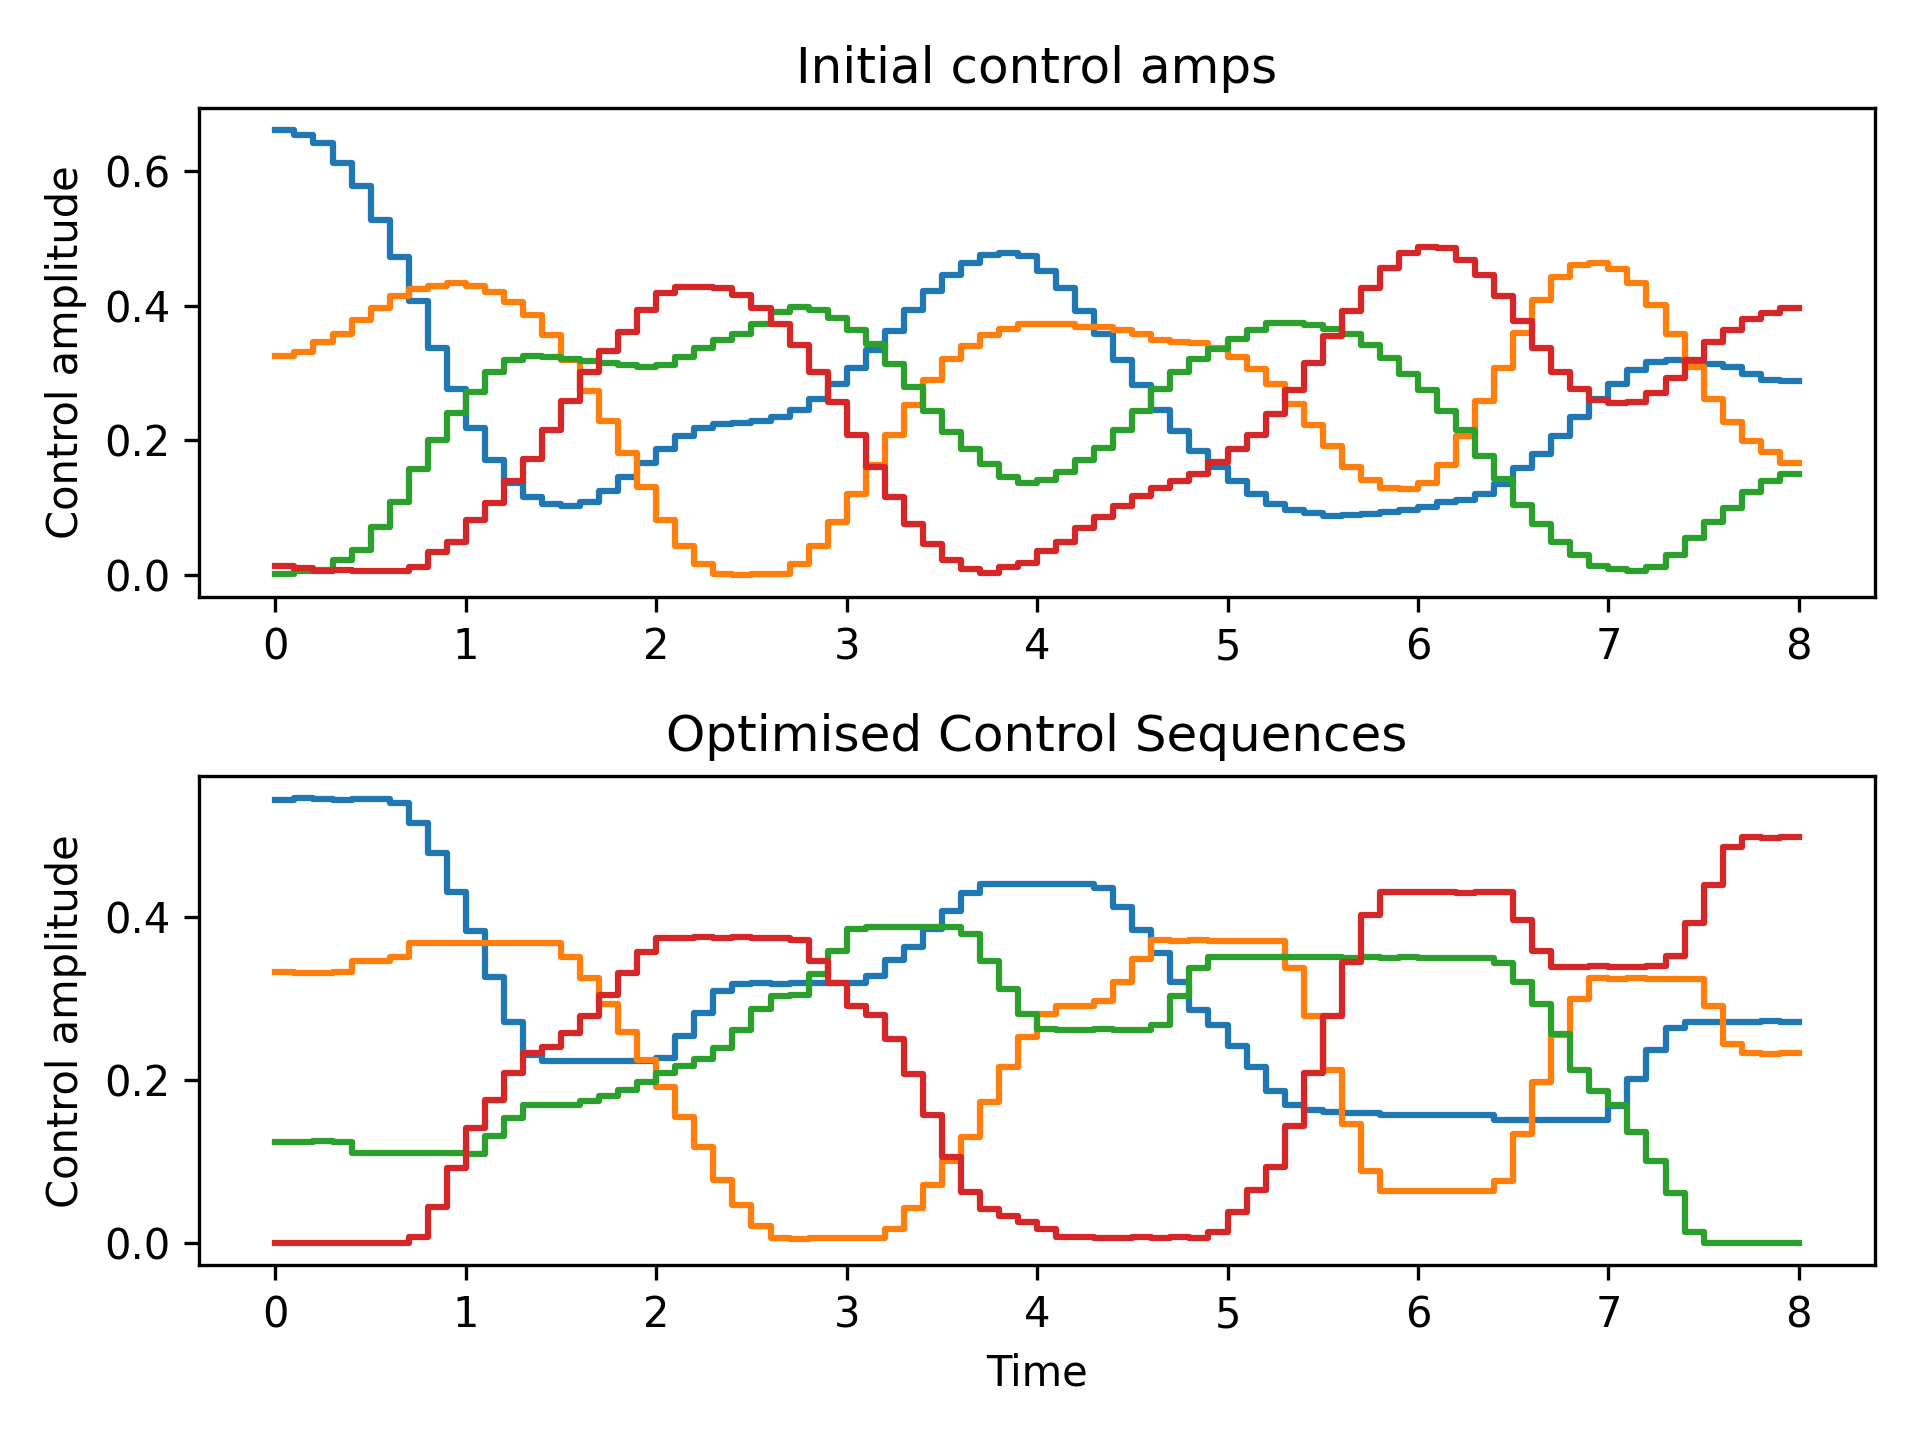 Initial control amps
Control amplitude
0.6
0.4
0.2
0.0
0 1 2 3 4 5 6 7 8
Optimised Control Sequences
Control amplitude
0.4
0.2
0.0
0 1 2 3 4 5 6 7 8
Time